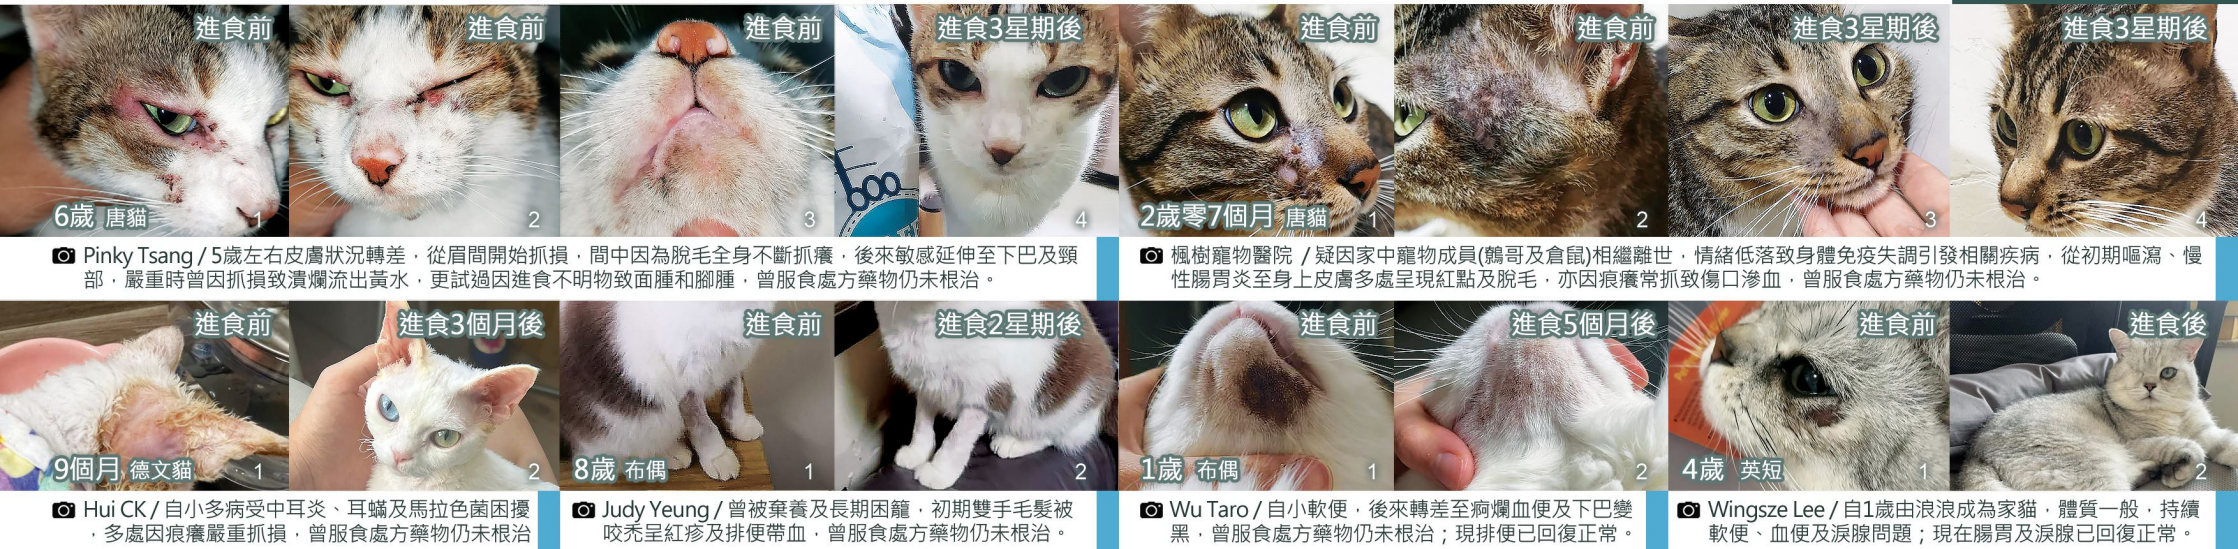 進食前
進食前
進食前
進食3星期後
進食前
進食前
進食3星期後
進食3星期後
boo
6歲 唐貓
1
2
3
4
2歲零7個月 唐貓
1
2
3
4
Pinky Tsang / 5歲左右皮膚狀況轉差，從眉間開始抓損，間中因為脫毛全身不斷抓癢，後來敏感延伸至下巴及頸
部，嚴重時曾因抓損致潰爛流出黃水，更試過因進食不明物致面腫和腳腫，曾服食處方藥物仍未根治。
楓樹寵物醫院 / 疑因家中寵物成員(鷯哥及倉鼠)相繼離世，情緒低落致身體免疫失調引發相關疾病，從初期嘔瀉、慢
性腸胃炎至身上皮膚多處呈現紅點及脫毛，亦因痕癢常抓致傷口滲血，曾服食處方藥物仍未根治。
進食前
進食3個月後
進食前
進食2星期後
進食前
進食5個月後
進食前
進食後
9個月 德文貓
1
2
8歲 布偶
1
2
1歲 布偶
1
2
4歲 英短
1
2
Hui CK / 自小多病受中耳炎、耳蟎及馬拉色菌困擾
，多處因痕癢嚴重抓損，曾服食處方藥物仍未根治
Judy Yeung / 曾被棄養及長期困籠，初期雙手毛髮被
咬禿呈紅疹及排便帶血，曾服食處方藥物仍未根治。
Wu Taro / 自小軟便，後來轉差至痾爛血便及下巴變
黑，曾服食處方藥物仍未根治；現排便已回復正常。
Wingsze Lee / 自1歲由浪浪成為家貓，體質一般，持續
軟便、血便及淚腺問題；現在腸胃及淚腺已回復正常。